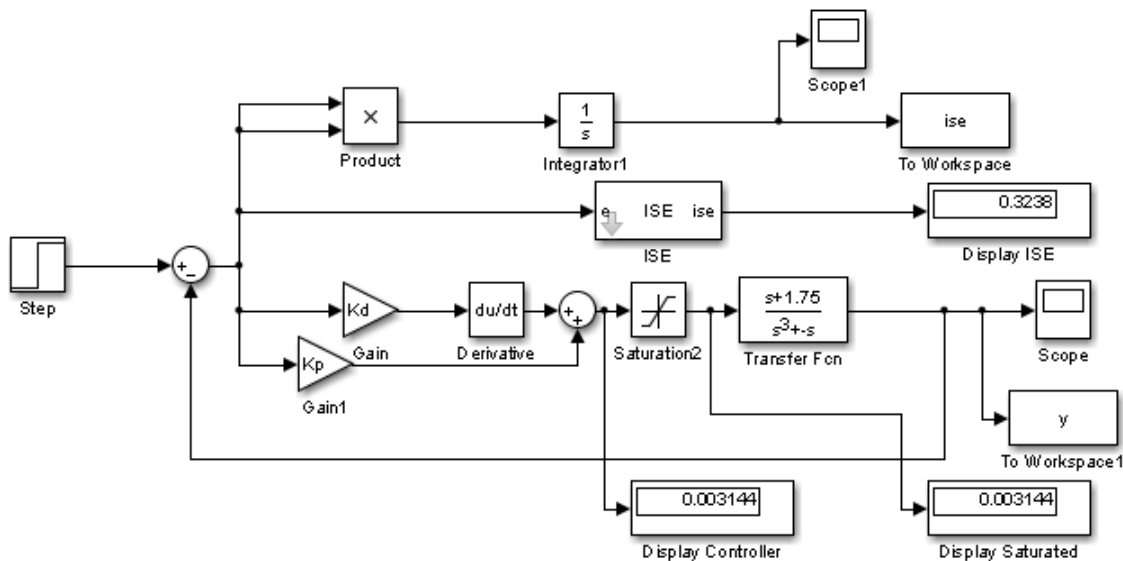 Scope1
×
Product
1
s
Integrator1
ise
To Workspace
e ISE ise
ISE
0.3238
Display ISE
Step
+
−
Kd
Gain
du/dt
Derivative
+
+
Saturation2
s+1.75
s3+-s
Transfer Fcn
Scope
Kp
Gain1
y
To Workspace1
0.003144
Display Controller
0.003144
Display Saturated